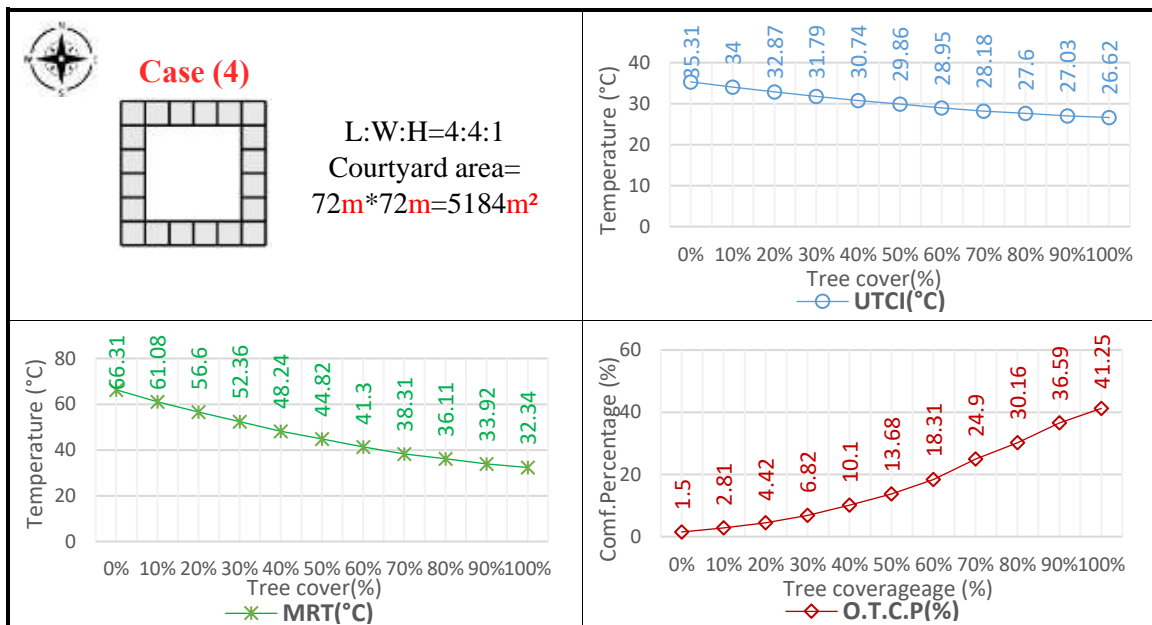 N
W
S
Case (4)
L:W:H=4:4:1
Courtyard area=
72m*72m=5184m²
Temperature (°C)
40
30
20
10
0
35.31
34
32.87
31.79
30.74
29.86
28.95
28.18
27.6
27.03
26.62
0% 10% 20% 30% 40% 50% 60% 70% 80% 90% 100%
Tree cover(%)
UTCI(°C)
Temperature (°C)
80
60
40
20
0
66.31
61.08
56.6
52.36
48.24
44.82
41.3
38.31
36.11
33.92
32.34
0% 10% 20% 30% 40% 50% 60% 70% 80% 90% 100%
Tree cover(%)
MRT(°C)
Comf.Percentage (%)
60
40
20
0
1.5
2.81
4.42
6.82
10.1
13.68
18.31
24.9
30.16
36.59
41.25
0% 10% 20% 30% 40% 50% 60% 70% 80% 90% 100%
Tree coverageage (%)
O.T.C.P(%)